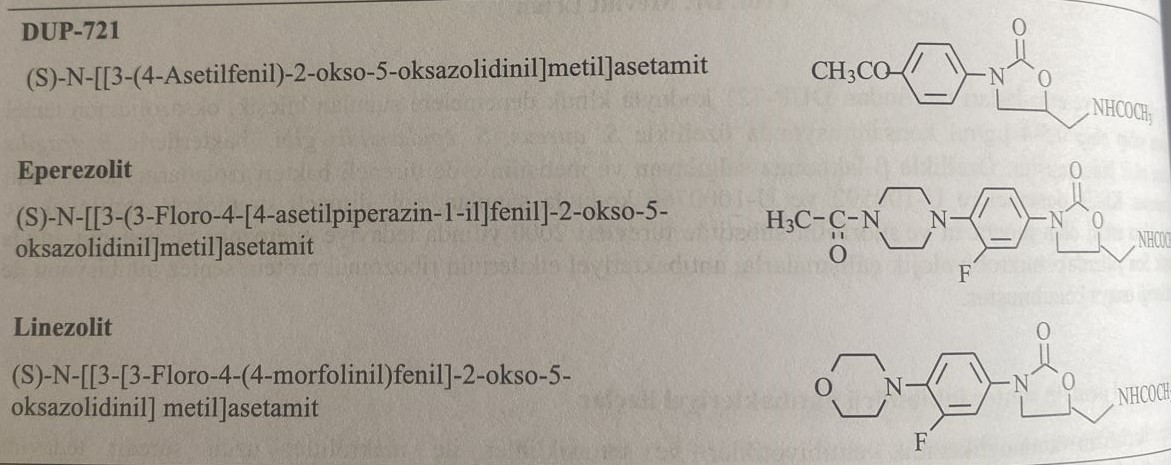 DUP-721
(S)-N-[[3-(4-Asetilfenil)-2-okso-5-oksazolidinil]metil]asetamit
CH3CO
N
O
O
NHCOCH3
Eperezolit
(S)-N-[[3-(3-Floro-4-[4-asetilpiperazin-1-il]fenil]-2-okso-5-
oksazolidinil]metil]asetamit
H3C-C-N
O
N
F
N
O
O
NHCOC
Linezolit
(S)-N-[[3-[3-Floro-4-(4-morfolinil)fenil]-2-okso-5-
oksazolidinil] metil]asetamit
O
N
F
N
O
O
NHCOCH